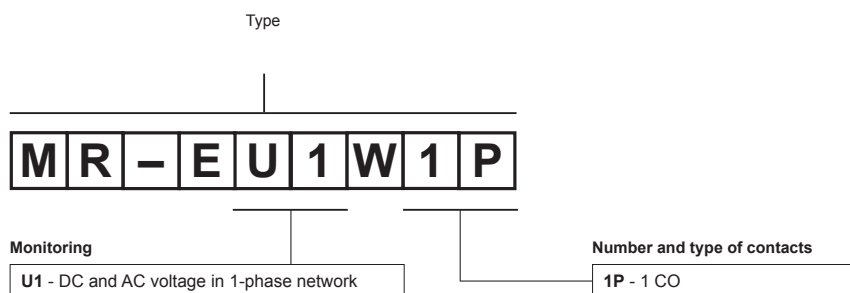 Type
MR–EU1W1P
Monitoring
Number and type of contacts
U1 - DC and AC voltage in 1-phase network
1P - 1 CO